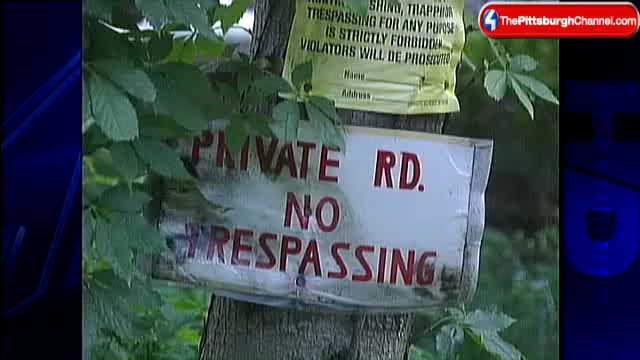 4 ThePittsburghChannel.com
TRESPASSING FOR ANY PURPOSE
IS STRICTLY FORBIDDEN
VIOLATORS WILL BE PROSECUTED
Name
Address
PRIVATE RD.
NO
TRESPASSING